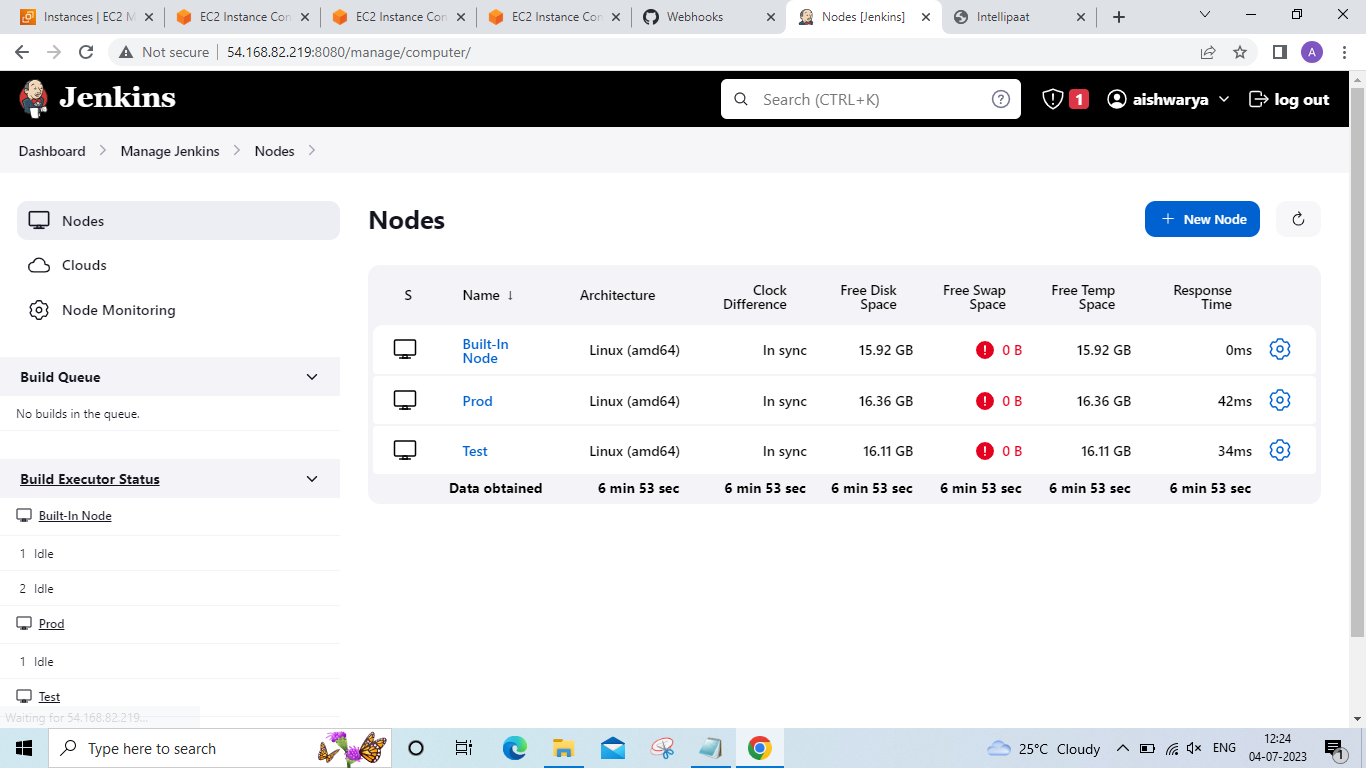 Instances | EC2 M
EC2 Instance Con
EC2 Instance Con
EC2 Instance Con
Webhooks
Nodes [Jenkins]
Intellipaat
Not secure
54.168.82.219:8080/manage/computer/
A
Jenkins
Search (CTRL+K)
1
aishwarya
log out
Dashboard
Manage Jenkins
Nodes
Nodes
Clouds
Node Monitoring
Build Queue
No builds in the queue.
Build Executor Status
Built-In Node
1 Idle
2 Idle
Prod
1 Idle
Test
Waiting for 54.168.82.219...
Nodes
+ New Node
S Name ↓ Architecture Clock Difference Free Disk Space Free Swap Space Free Temp Space Response Time
Built-In Node Linux (amd64) In sync 15.92 GB 0 B 15.92 GB 0ms
Prod Linux (amd64) In sync 16.36 GB 0 B 16.36 GB 42ms
Test Linux (amd64) In sync 16.11 GB 0 B 16.11 GB 34ms
Data obtained 6 min 53 sec 6 min 53 sec 6 min 53 sec 6 min 53 sec 6 min 53 sec 6 min 53 sec
Type here to search
25°C Cloudy
ENG
12:24
04-07-2023
1